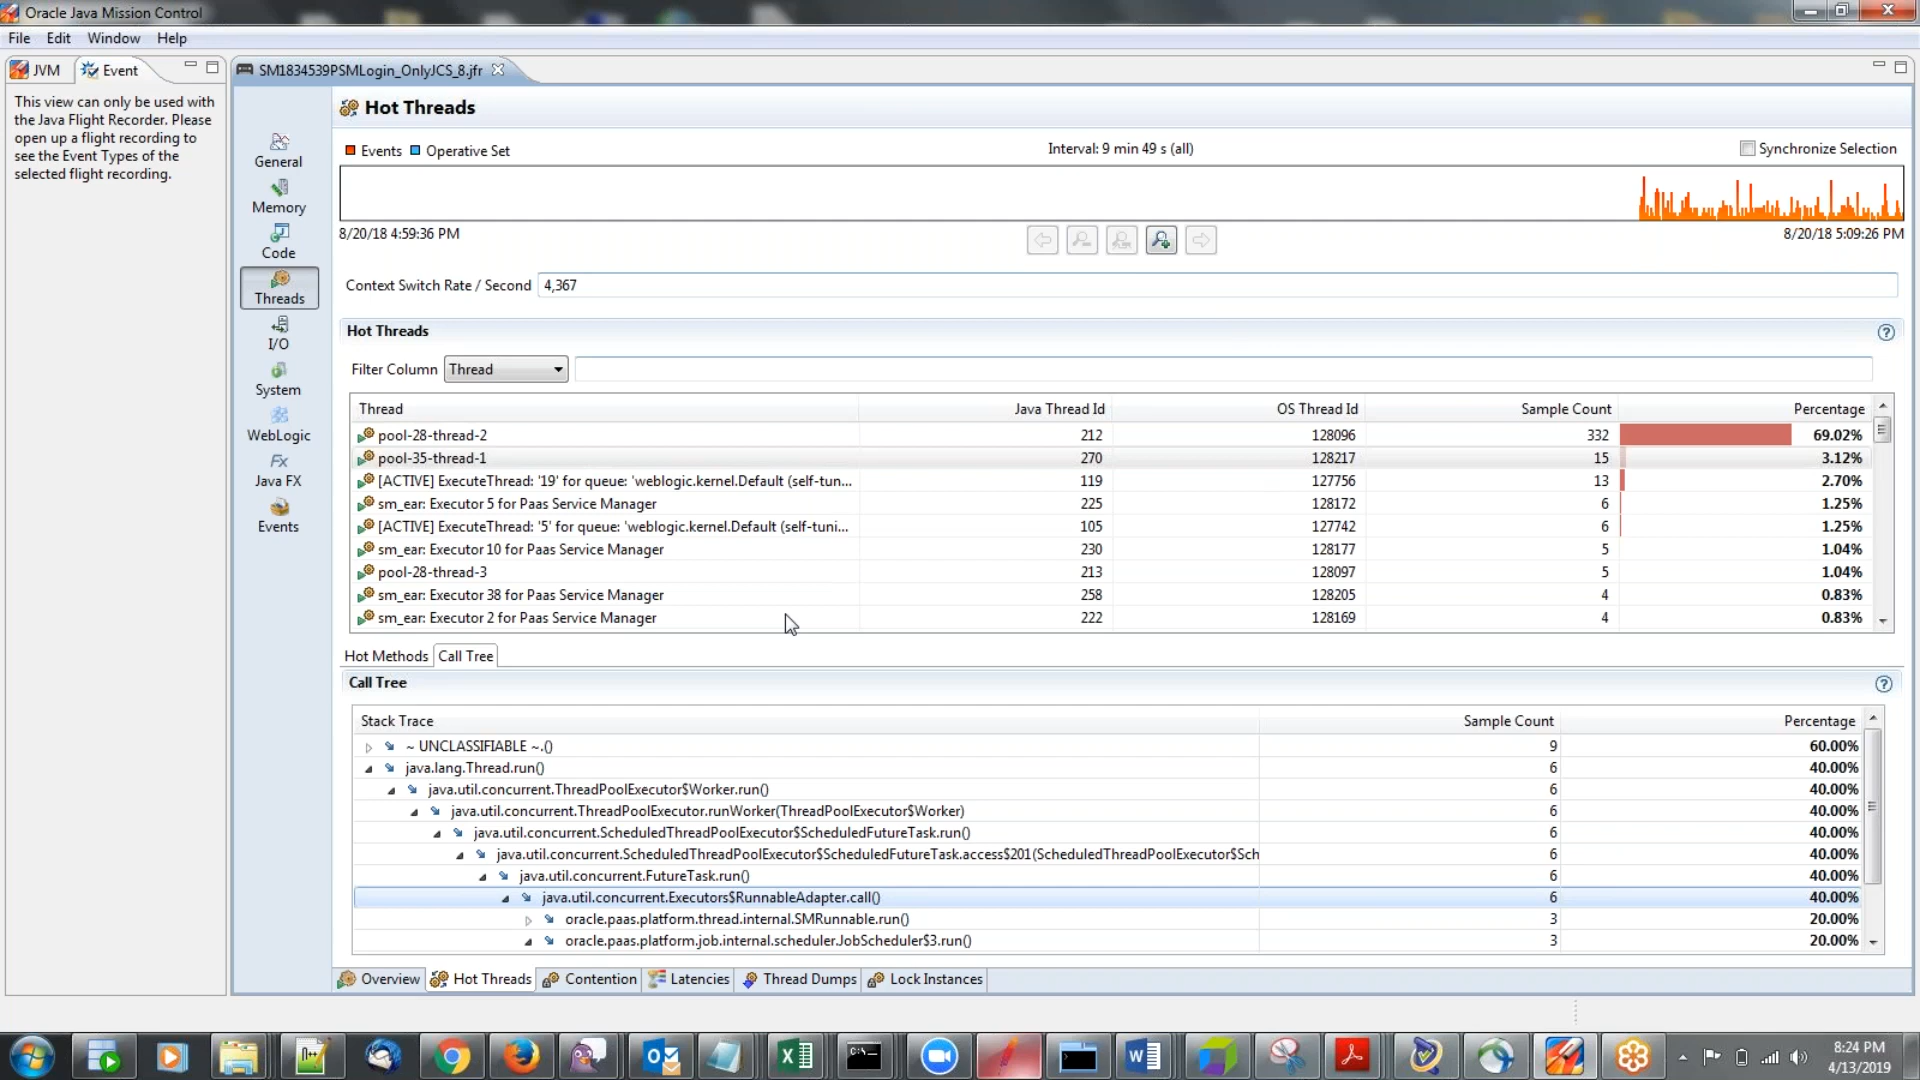 Oracle Java Mission Control
File Edit Window Help
JVM Event
SM1834539PSMLogin_OnlyJCS_8.jfr
This view can only be used with
the Java Flight Recorder. Please
open up a flight recording to
see the Event Types of the
selected flight recording.
General
Memory
Code
Threads
I/O
System
WebLogic
Fx
Java FX
Events
Hot Threads
Events Operative Set
Interval: 9 min 49 s (all)
Synchronize Selection
8/20/18 4:59:36 PM
8/20/18 5:09:26 PM
Context Switch Rate / Second 4,367
Hot Threads
Filter Column Thread
Thread Java Thread Id OS Thread Id Sample Count Percentage
pool-28-thread-2 212 128096 332 69.02%
pool-35-thread-1 270 128217 15 3.12%
[ACTIVE] ExecuteThread: '19' for queue: 'weblogic.kernel.Default (self-tun... 119 127756 13 2.70%
sm_ear: Executor 5 for Paas Service Manager 225 128172 6 1.25%
[ACTIVE] ExecuteThread: '5' for queue: 'weblogic.kernel.Default (self-tuni... 105 127742 6 1.25%
sm_ear: Executor 10 for Paas Service Manager 230 128177 5 1.04%
pool-28-thread-3 213 128097 5 1.04%
sm_ear: Executor 38 for Paas Service Manager 258 128205 4 0.83%
sm_ear: Executor 2 for Paas Service Manager 222 128169 4 0.83%
Hot Methods Call Tree
Call Tree
Stack Trace Sample Count Percentage
~ UNCLASSIFIABLE ~.() 9 60.00%
java.lang.Thread.run() 6 40.00%
java.util.concurrent.ThreadPoolExecutor$Worker.run() 6 40.00%
java.util.concurrent.ThreadPoolExecutor.runWorker(ThreadPoolExecutor$Worker) 6 40.00%
java.util.concurrent.ScheduledThreadPoolExecutor$ScheduledFutureTask.run() 6 40.00%
java.util.concurrent.ScheduledThreadPoolExecutor$ScheduledFutureTask.access$201(ScheduledThreadPoolExecutor$Sch 6 40.00%
java.util.concurrent.FutureTask.run() 6 40.00%
java.util.concurrent.Executors$RunnableAdapter.call() 6 40.00%
oracle.paas.platform.thread.internal.SMRunnable.run() 3 20.00%
oracle.paas.platform.job.internal.scheduler.JobScheduler$3.run() 3 20.00%
Overview Hot Threads Contention Latencies Thread Dumps Lock Instances
8:24 PM
4/13/2019